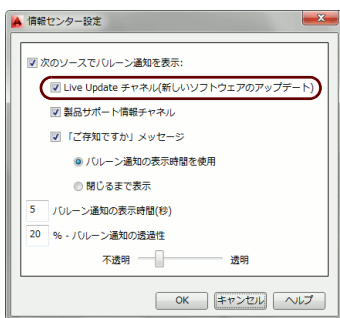 情報センター設定
次のソースでバルーン通知を表示:
Live Update チャネル(新しいソフトウェアのアップデート)
製品サポート情報チャネル
「ご存知ですか」メッセージ
バルーン通知の表示時間を使用
閉じるまで表示
5 バルーン通知の表示時間(秒)
20 % - バルーン通知の透過性
不透明 透明
OK キャンセル ヘルプ